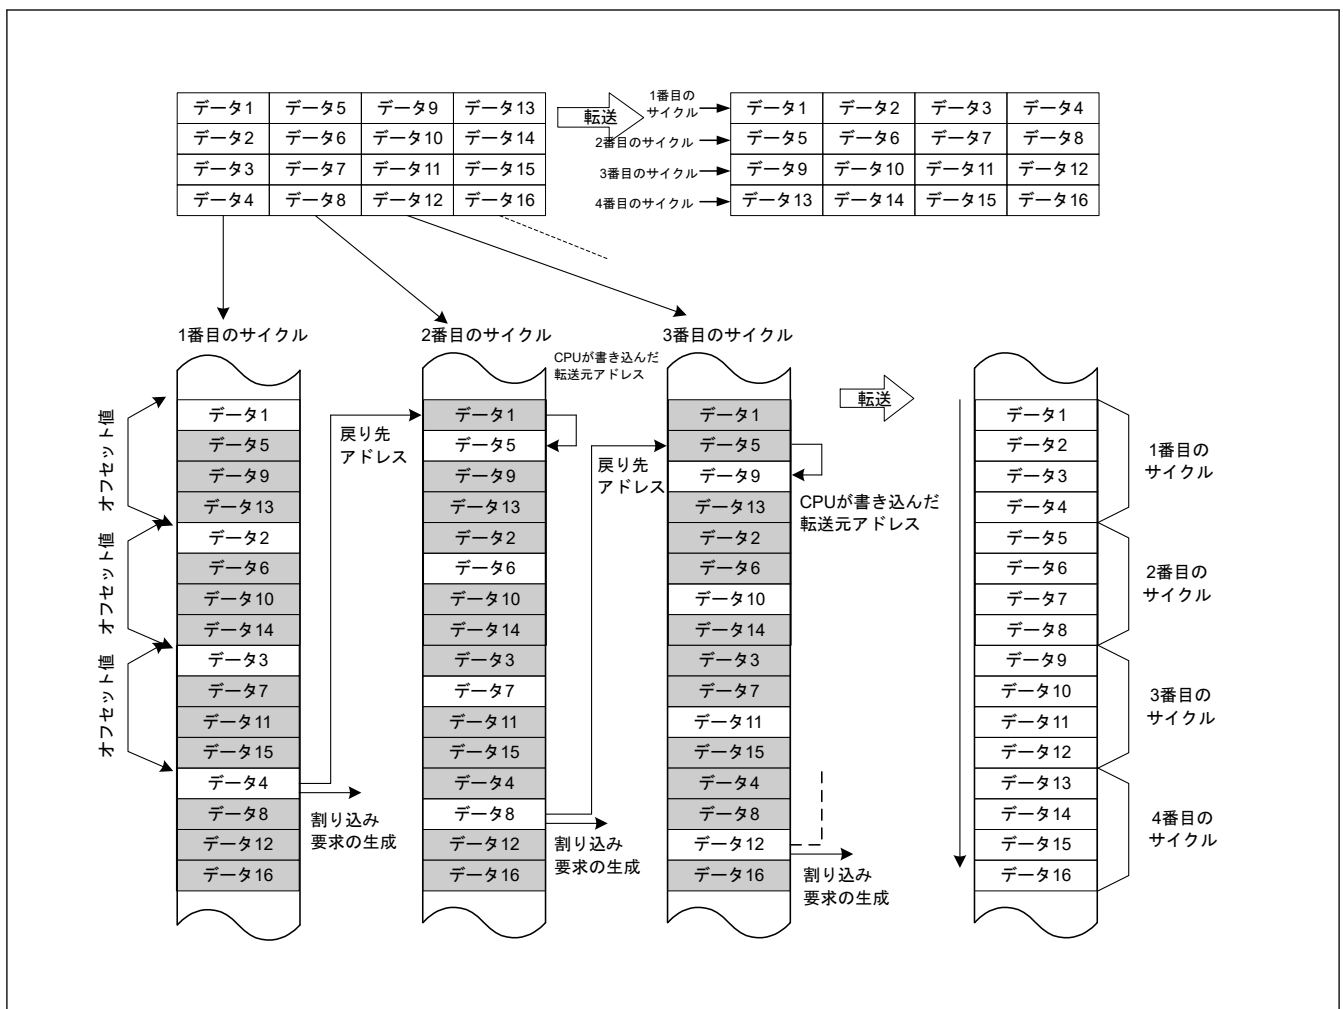 データ1 データ5 データ9 データ13
データ2 データ6 データ10 データ14
データ3 データ7 データ11 データ15
データ4 データ8 データ12 データ16
転送
1番目の
サイクル
2番目のサイクル
3番目のサイクル
4番目のサイクル
データ1 データ2 データ3 データ4
データ5 データ6 データ7 データ8
データ9 データ10 データ11 データ12
データ13 データ14 データ15 データ16
1番目のサイクル
オフセット値
オフセット値
オフセット値
データ1
データ5
データ9
データ13
データ2
データ6
データ10
データ14
データ3
データ7
データ11
データ15
データ4
データ8
データ12
データ16
戻り先
アドレス
割り込み
要求の生成
2番目のサイクル
CPUが書き込んだ
転送元アドレス
データ1
データ5
データ9
データ13
データ2
データ6
データ10
データ14
データ3
データ7
データ11
データ15
データ4
データ8
データ12
データ16
戻り先
アドレス
割り込み
要求の生成
3番目のサイクル
データ1
データ5
データ9
データ13
データ2
データ6
データ10
データ14
データ3
データ7
データ11
データ15
データ4
データ8
データ12
データ16
CPUが書き込んだ
転送元アドレス
割り込み
要求の生成
転送
データ1
データ2
データ3
データ4
データ5
データ6
データ7
データ8
データ9
データ10
データ11
データ12
データ13
データ14
データ15
データ16
1番目の
サイクル
2番目の
サイクル
3番目の
サイクル
4番目の
サイクル